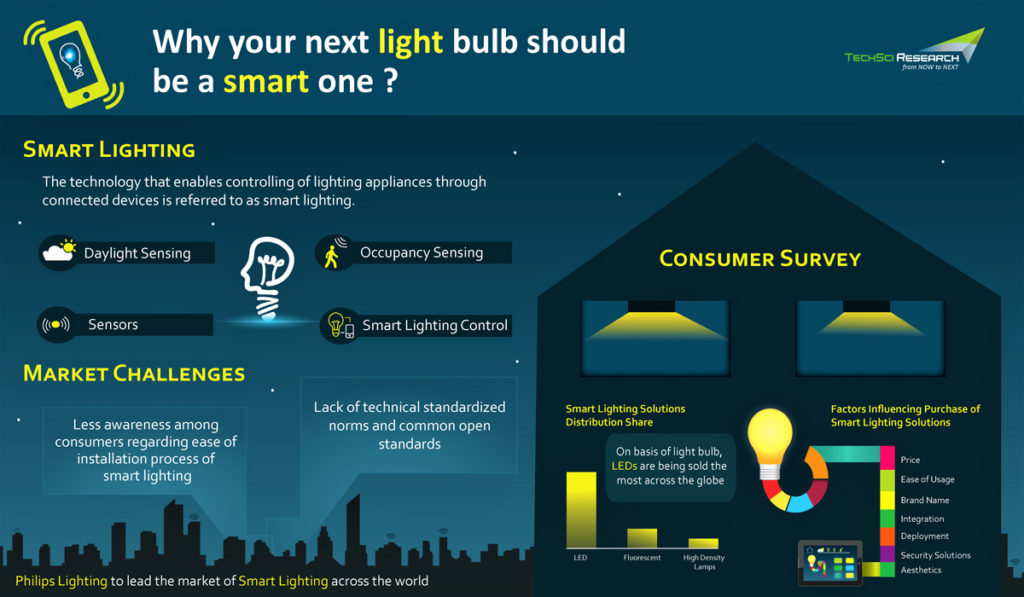 Why your next light bulb should
be a smart one ?
TechSci Research
from NOW to NEXT
Smart Lighting
The technology that enables controlling of lighting appliances through
connected devices is referred to as smart lighting.
Daylight Sensing
Occupancy Sensing
Sensors
Smart Lighting Control
Market Challenges
Less awareness among
consumers regarding ease of
installation process of
smart lighting
Lack of technical standardized
norms and common open
standards
Philips Lighting to lead the market of Smart Lighting across the world
Consumer Survey
Smart Lighting Solutions
Distribution Share
On basis of light bulb,
LEDs are being sold the
most across the globe
LED
Fluorescent
High Density
Lamps
Factors Influencing Purchase of
Smart Lighting Solutions
Price
Ease of Usage
Brand Name
Integration
Deployment
Security Solutions
Aesthetics